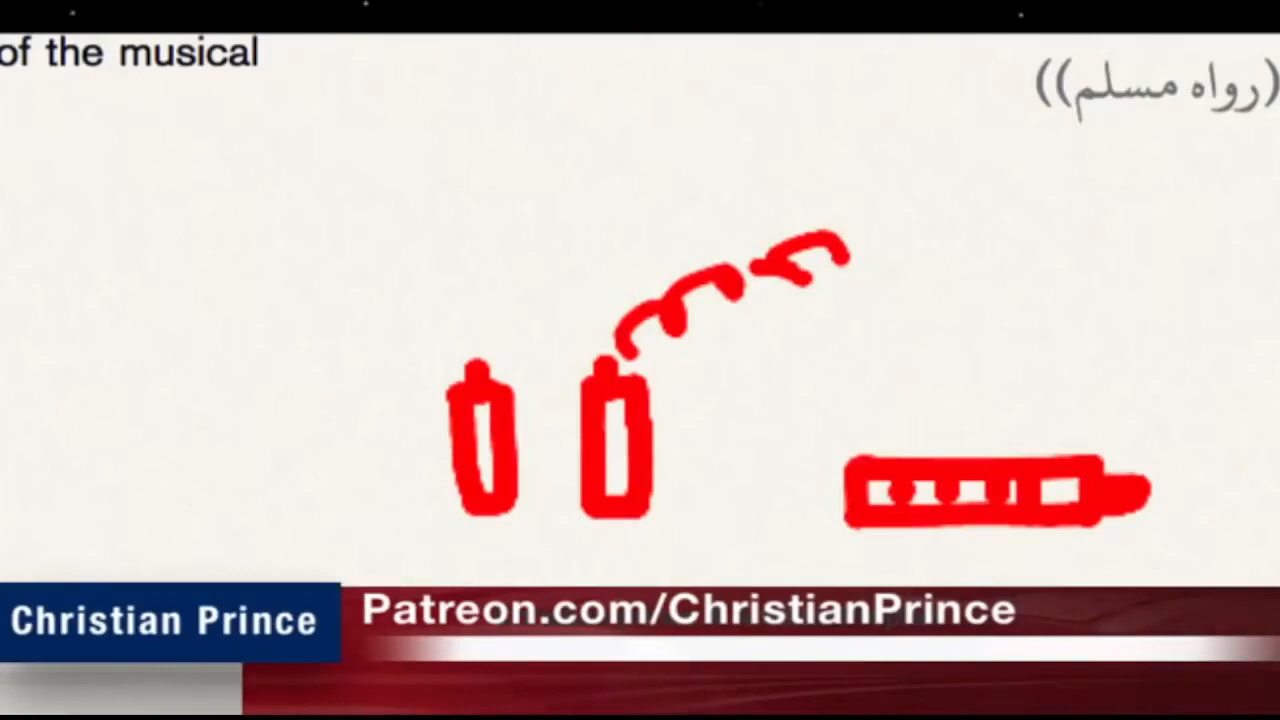 of the musical
(رواه مسلم))
Christian Prince
Patreon.com/ChristianPrince